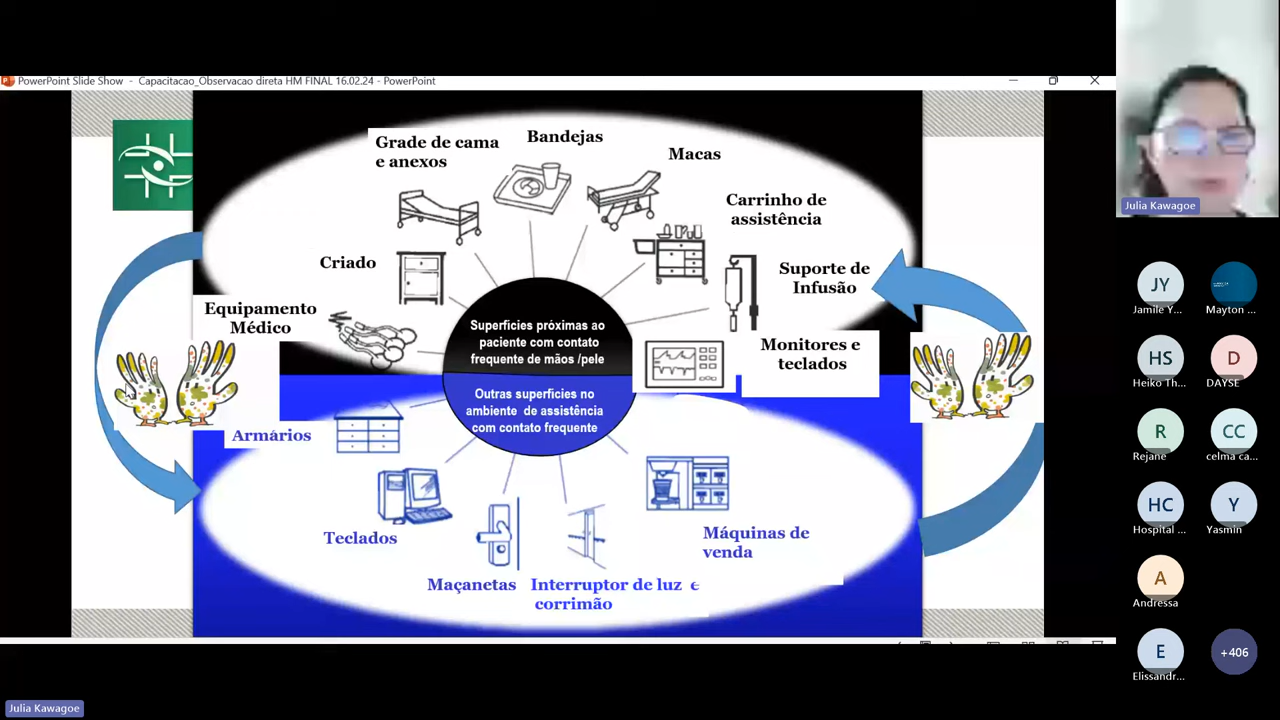 PowerPoint Slide Show - Capacitacao_Observacao direta HM FINAL 16.02.24 - PowerPoint
Grade de cama
e anexos
Bandejas
Macas
Carrinho de
assistência
Criado
Suporte de
Infusão
Equipamento
Médico
Superfícies próximas ao
paciente com contato
frequente de mãos /pele
Monitores e
teclados
Outras superfícies no
ambiente de assistência
com contato frequente
Armários
Teclados
Máquinas de
venda
Maçanetas
Interruptor de luz e
corrimão
Julia Kawagoe
JY
Jamile Y...
Mayton ...
HS
Heiko Th...
D
DAYSE
R
Rejane
CC
celma ca...
HC
Hospital ...
Y
Yasmin
A
Andressa
E
Elissandr...
+406
Julia Kawagoe